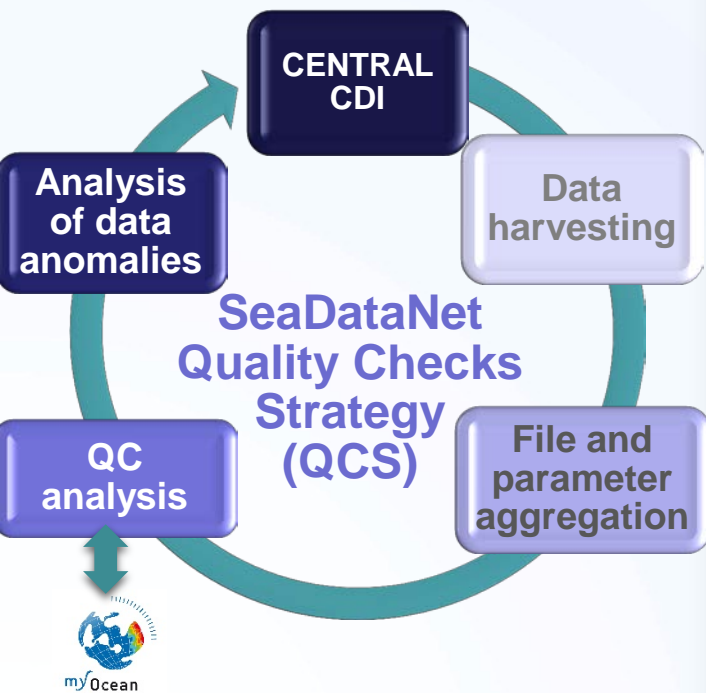 CENTRAL
CDI
Data
harvesting
File and
parameter
aggregation
QC
analysis
Analysis
of data
anomalies
SeaDataNet
Quality Checks
Strategy
(QCS)
myOcean